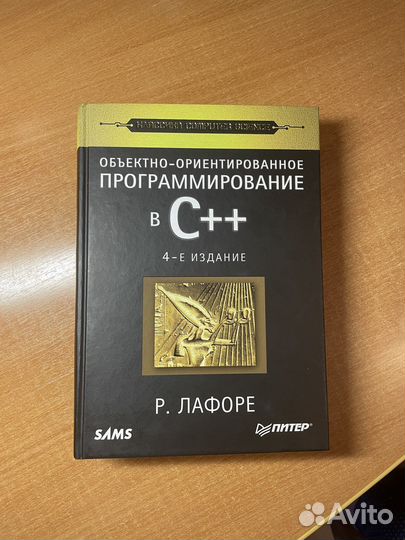 КЛАССИКА COMPUTER SCIENCE
ОБЪЕКТНО-ОРИЕНТИРОВАННОЕ
ПРОГРАММИРОВАНИЕ
В C++
4-Е ИЗДАНИЕ
Р. ЛАФОРЕ
SAMS
ПИТЕР®
Avito